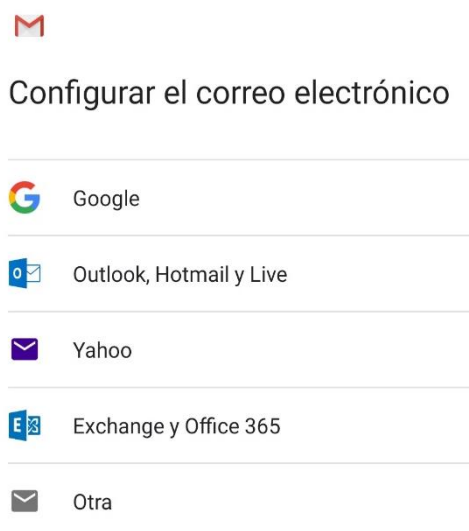 Configurar el correo electrónico
Google
Outlook, Hotmail y Live
Yahoo
Exchange y Office 365
Otra